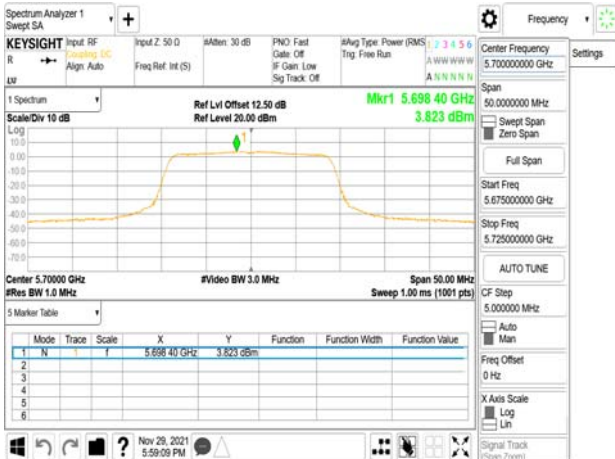 Spectrum Analyzer 1
Swept SA
Frequency
KEYSIGHT
R
Input: RF
Coupling: DC
Align: Auto
Input Z: 50 Ω
Freq Ref: Int (S)
#Atten: 30 dB
PNO: Fast
Gate: Off
IF Gain: Low
Sig Track: Off
#Avg Type: Power (RMS
Trig: Free Run
1 2 3 4 5 6
A WW WW W
A N N N N N
LXI
1 Spectrum
Scale/Div 10 dB
Ref Lvl Offset 12.50 dB
Ref Level 20.00 dBm
Mkr1 5.698 40 GHz
3.823 dBm
Log
10.0
0.00
-10.0
-20.0
-30.0
-40.0
-50.0
-60.0
-70.0
1
Center 5.70000 GHz
#Res BW 1.0 MHz
#Video BW 3.0 MHz
Span 50.00 MHz
Sweep 1.00 ms (1001 pts)
5 Marker Table
Mode Trace Scale X Y Function Function Width Function Value
1 N 1 f 5.698 40 GHz 3.823 dBm
2
3
4
5
6
Nov 29, 2021
5:59:09 PM
Center Frequency
5.700000000 GHz
Settings
Span
50.0000000 MHz
Swept Span
Zero Span
Full Span
Start Freq
5.675000000 GHz
Stop Freq
5.725000000 GHz
AUTO TUNE
CF Step
5.000000 MHz
Auto
Man
Freq Offset
0 Hz
X Axis Scale
Log
Lin
Signal Track
(Span Zoom)